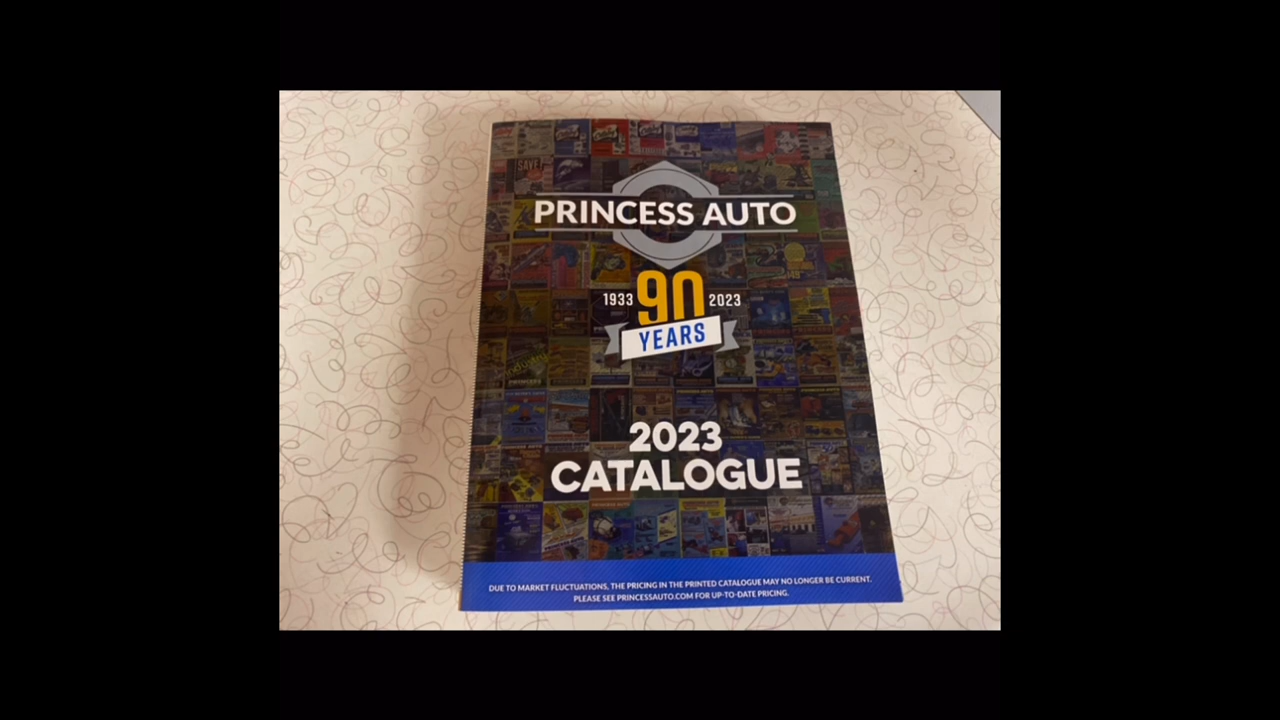 PRINCESS AUTO
1933 90 2023
YEARS
2023
CATALOGUE
DUE TO MARKET FLUCTUATIONS, THE PRICING IN THE PRINTED CATALOGUE MAY NO LONGER BE CURRENT.
PLEASE SEE PRINCESSAUTO.COM FOR UP-TO-DATE PRICING.